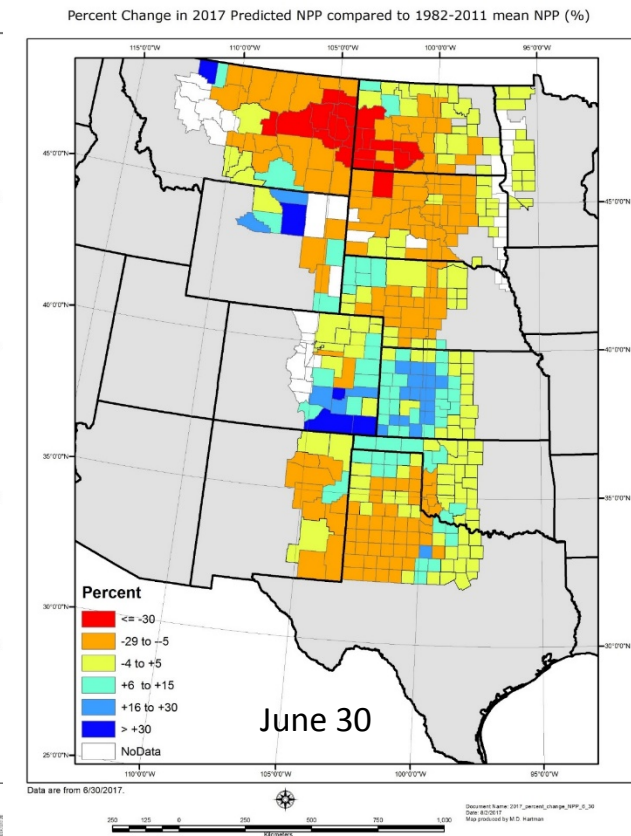 Percent Change in 2017 Predicted NPP compared to 1982-2011 mean NPP (%)
115°0'0"W 110°0'0"W 105°0'0"W 100°0'0"W 95°0'0"W
45°0'0"N 45°0'0"N
40°0'0"N 40°0'0"N
35°0'0"N 35°0'0"N
30°0'0"N 30°0'0"N
25°0'0"N 25°0'0"N
Percent
<= -30
-29 to --5
-4 to +5
+6 to +15
+16 to +30
> +30
NoData
June 30
110°0'0"W 105°0'0"W 100°0'0"W 95°0'0"W
Data are from 6/30/2017.
250 125 0 250 500 750 1,000
Kilometers
Document Name: 2017_percent_change_NPP_6_30
Date: 8/2/2017
Map produced by M.D. Hartman